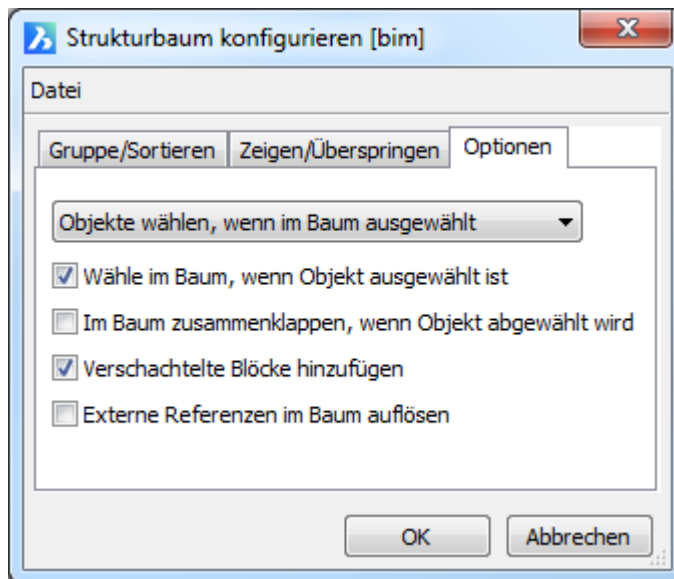 Strukturbaum konfigurieren [bim]
Datei
Gruppe/Sortieren Zeigen/Überspringen Optionen
Objekte wählen, wenn im Baum ausgewählt
Wähle im Baum, wenn Objekt ausgewählt ist
Im Baum zusammenklappen, wenn Objekt abgewählt wird
Verschachtelte Blöcke hinzufügen
Externe Referenzen im Baum auflösen
OK Abbrechen